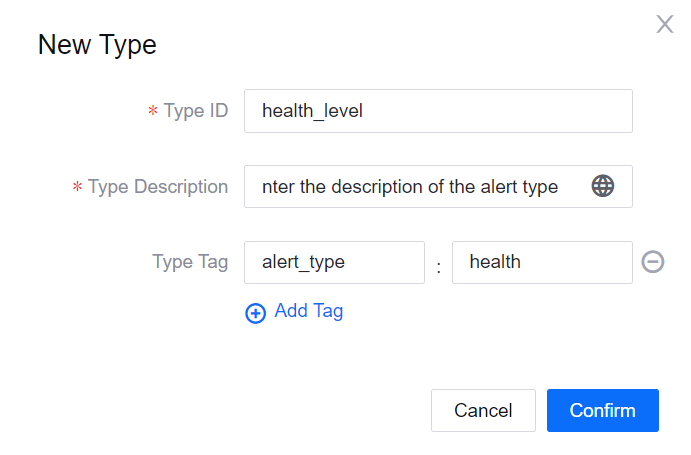 New Type
* Type ID health_level
* Type Description nter the description of the alert type
Type Tag alert_type : health
Add Tag
Cancel Confirm